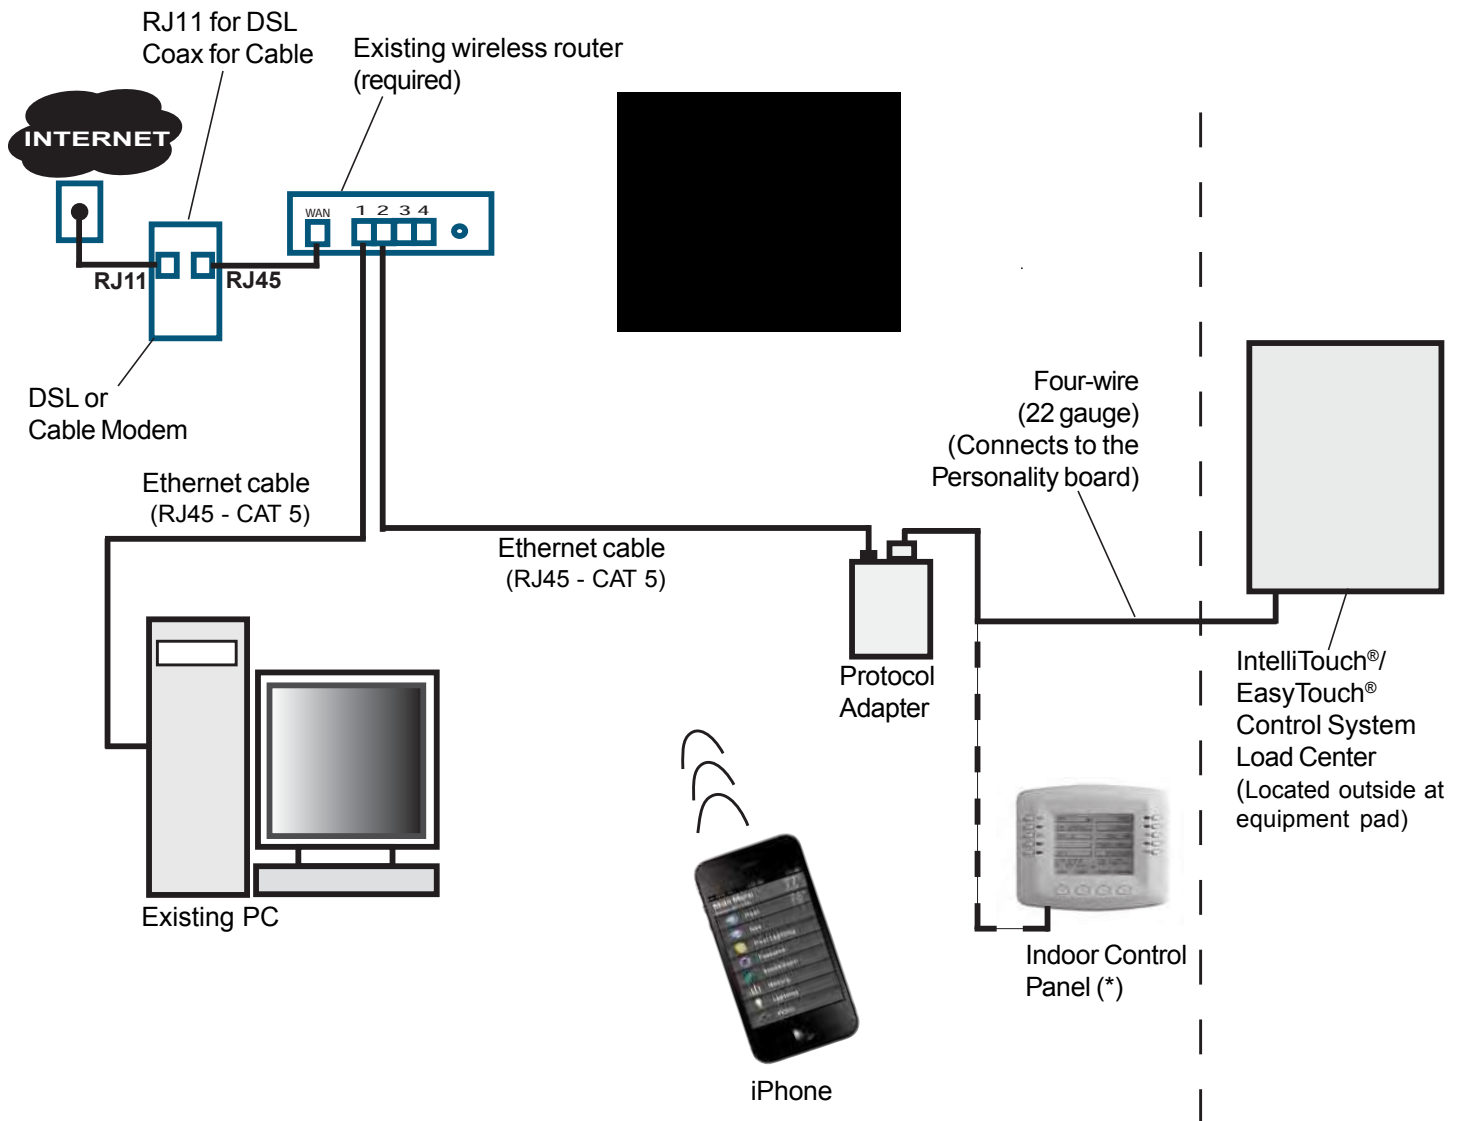 RJ11 for DSL
Coax for Cable
Existing wireless router
(required)
INTERNET
WAN
1 2 3 4
RJ11
RJ45
DSL or
Cable Modem
Four-wire
(22 gauge)
(Connects to the
Personality board)
Ethernet cable
(RJ45 - CAT 5)
Ethernet cable
(RJ45 - CAT 5)
Protocol
Adapter
IntelliTouch®/
EasyTouch®
Control System
Load Center
(Located outside at
equipment pad)
Existing PC
Main Menu
Indoor Control
Panel (*)
iPhone